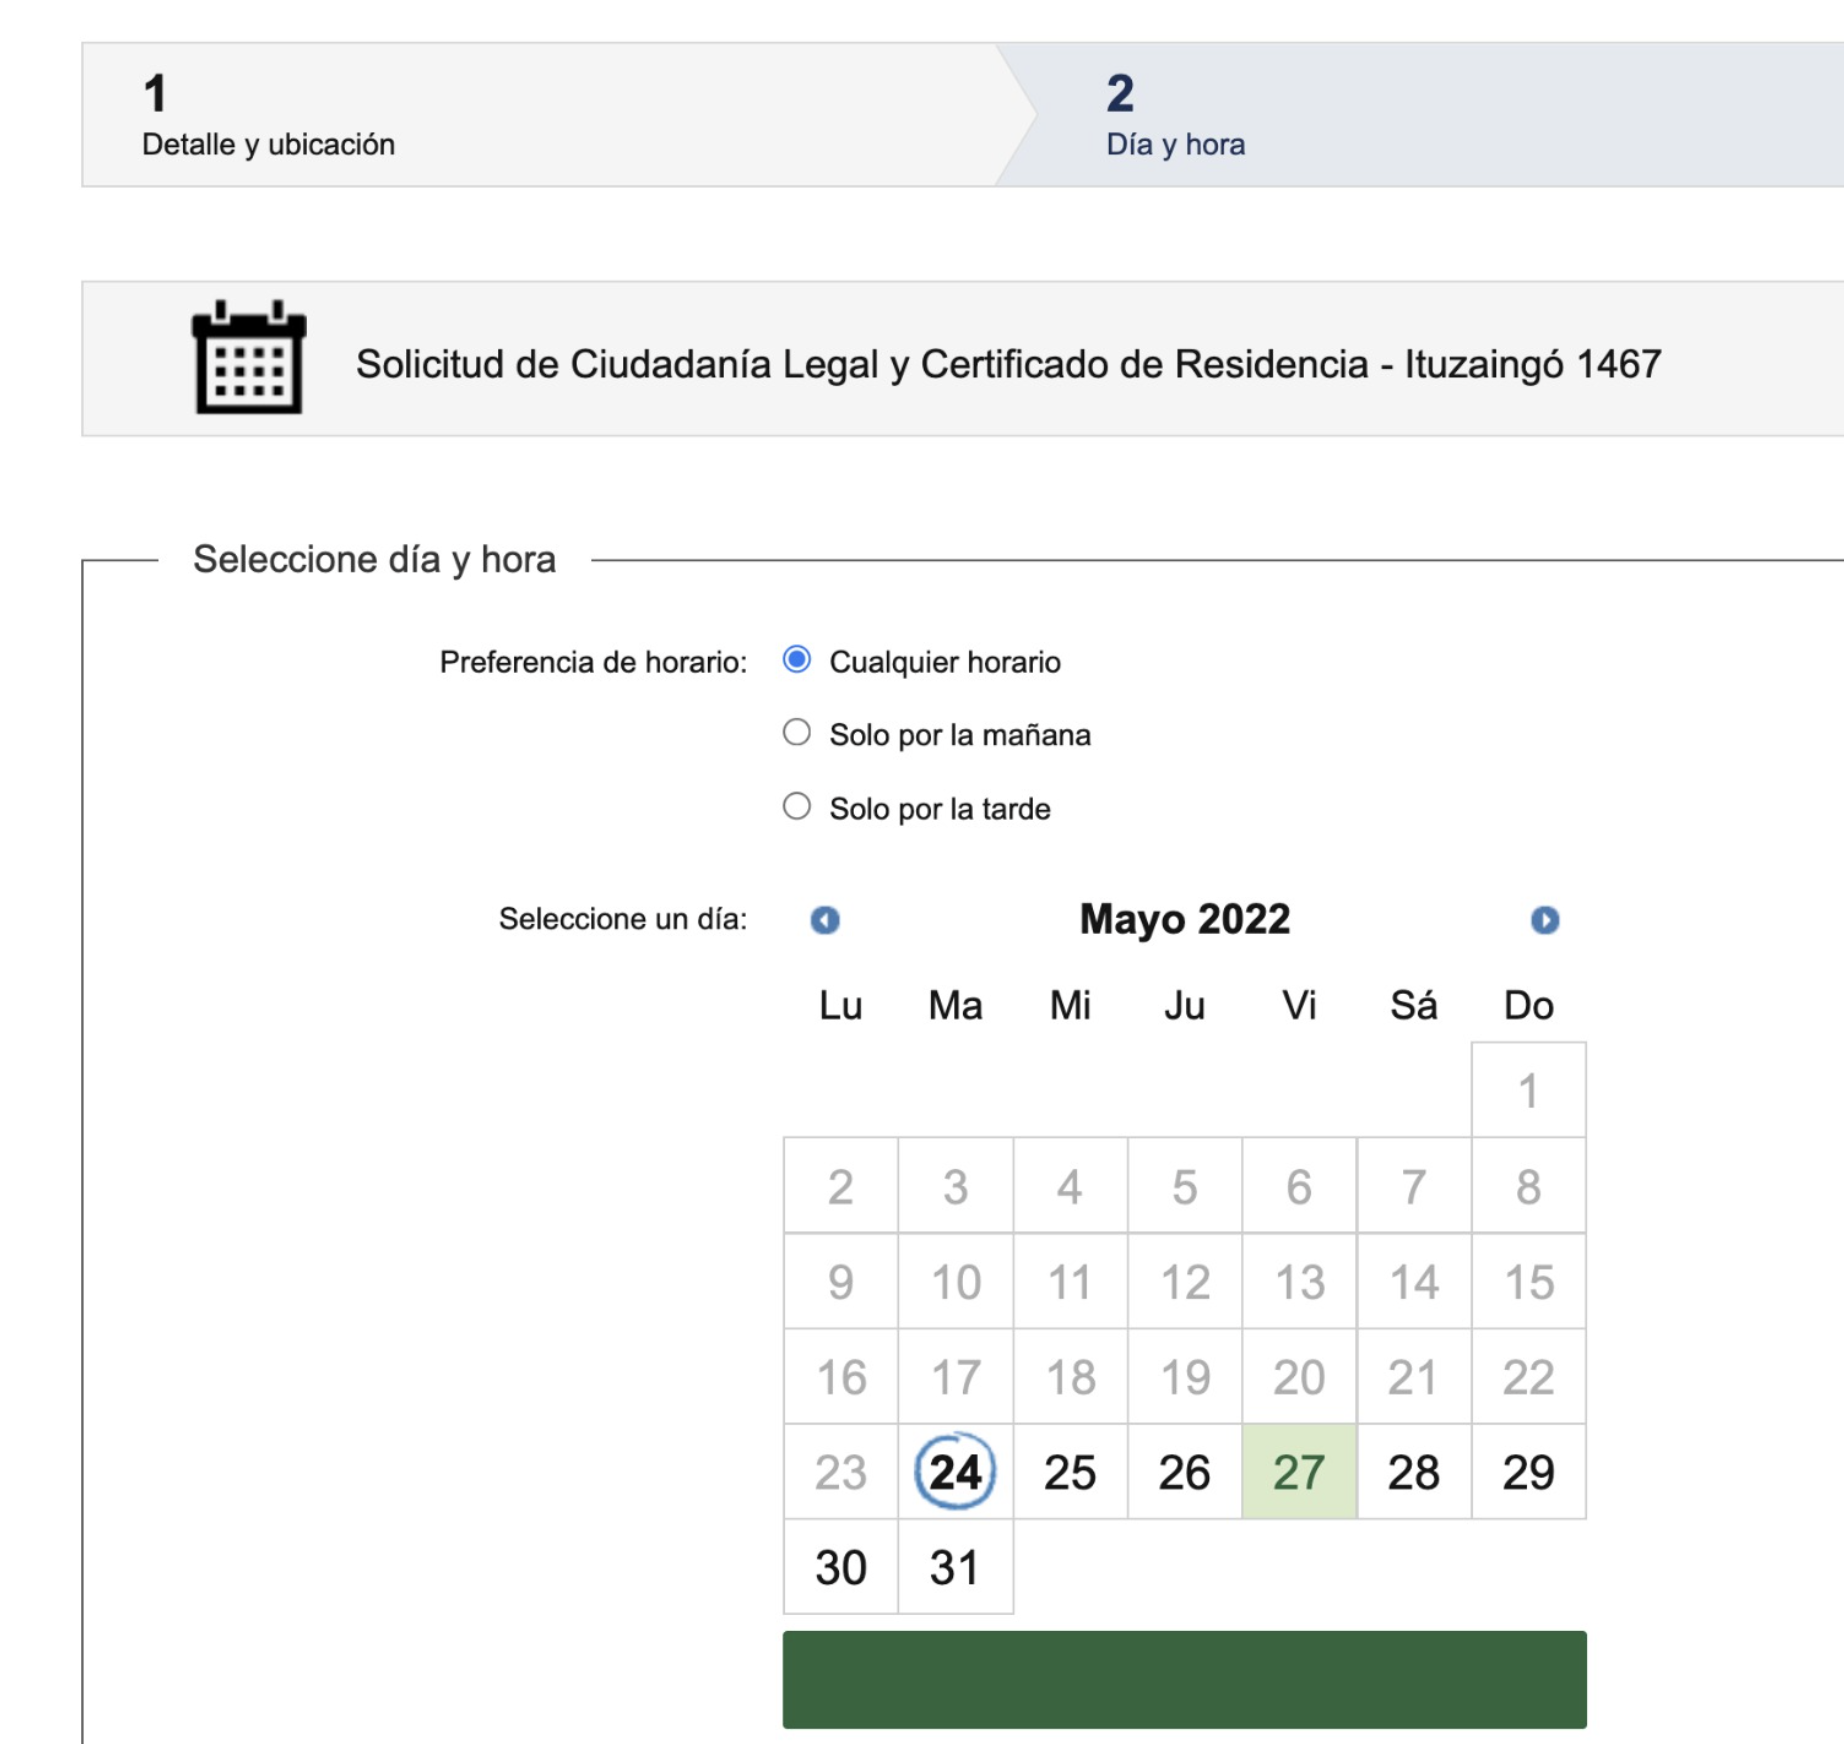 1
Detalle y ubicación
2
Día y hora
Solicitud de Ciudadanía Legal y Certificado de Residencia - Ituzaingó 1467
Seleccione día y hora
Preferencia de horario: Cualquier horario
Solo por la mañana
Solo por la tarde
Seleccione un día: Mayo 2022
Lu Ma Mi Ju Vi Sá Do
1
2 3 4 5 6 7 8
9 10 11 12 13 14 15
16 17 18 19 20 21 22
23 24 25 26 27 28 29
30 31